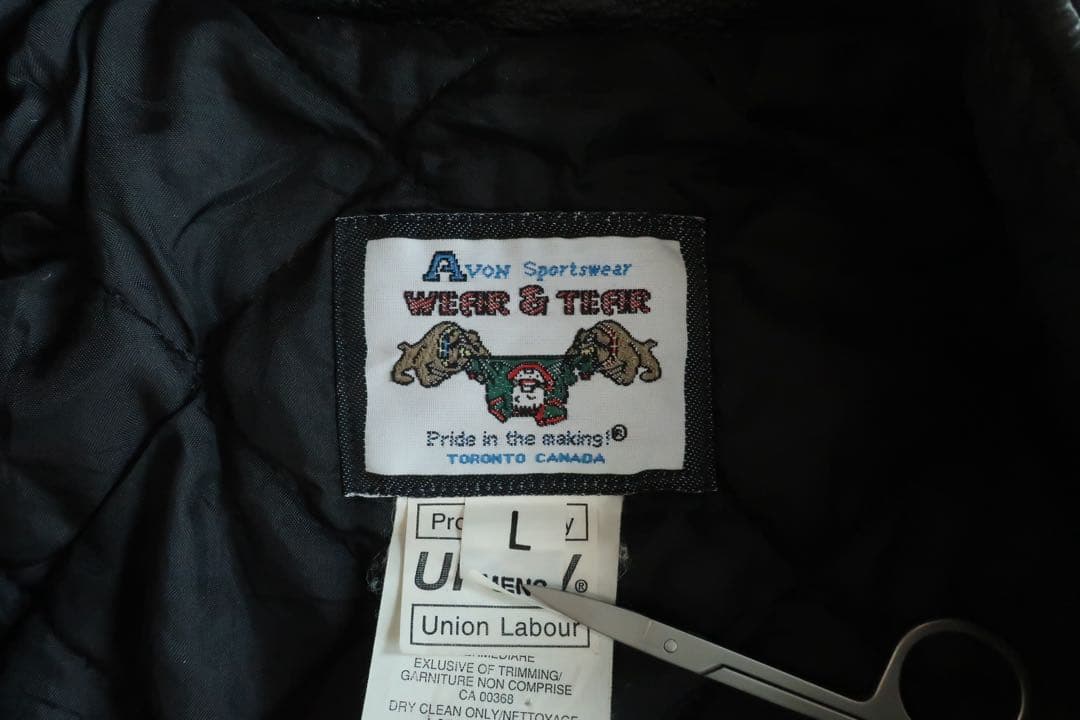 AVON Sportswear
WEAR & TEAR
Pride in the making!®
TORONTO CANADA
L
®
Union Labour
EXLUSIVE OF TRIMMING/
GARNITURE NON COMPRISE
CA 00368
DRY CLEAN ONLY/NETTOYAGE